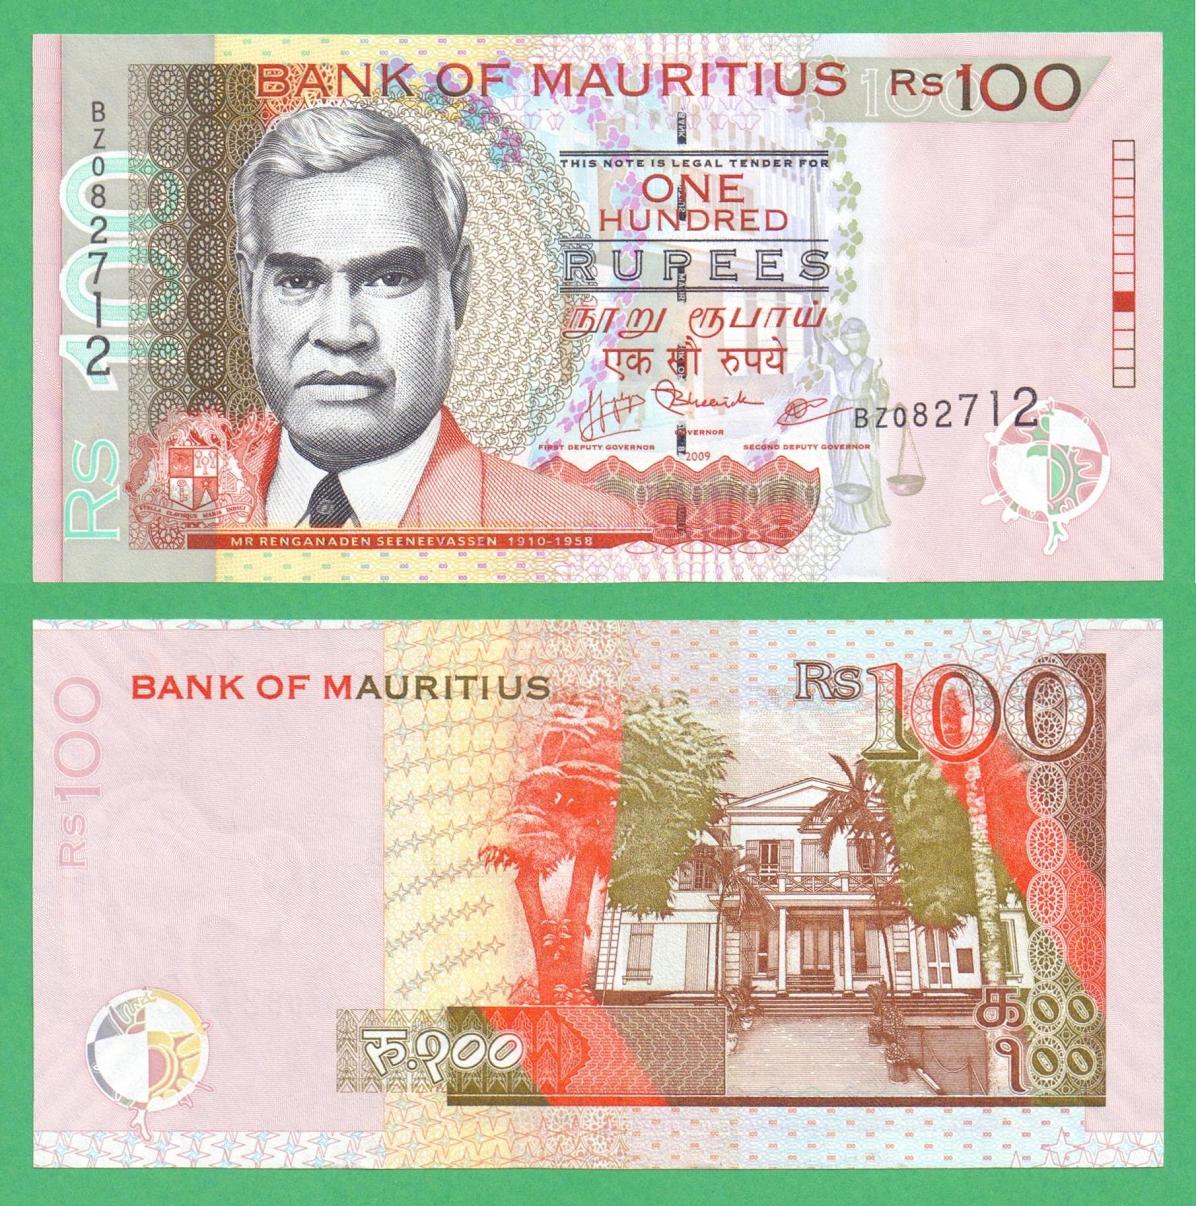 BANK OF MAURITIUS Rs 100
100
BZ082712
Rs 100
THIS NOTE IS LEGAL TENDER FOR
ONE
HUNDRED
RUPEES
நூறு ரூபாய்
एक सौ रुपये
FIRST DEPUTY GOVERNOR
SECOND DEPUTY GOVERNOR
2009
BZ082712
STELLA CLAVISQUE MARIS INDICI
MR RENGANADEN SEENEEVASSEN 1910-1958
BANK OF MAURITIUS
Rs 100
Rs 100
रु.१००
க00
१००